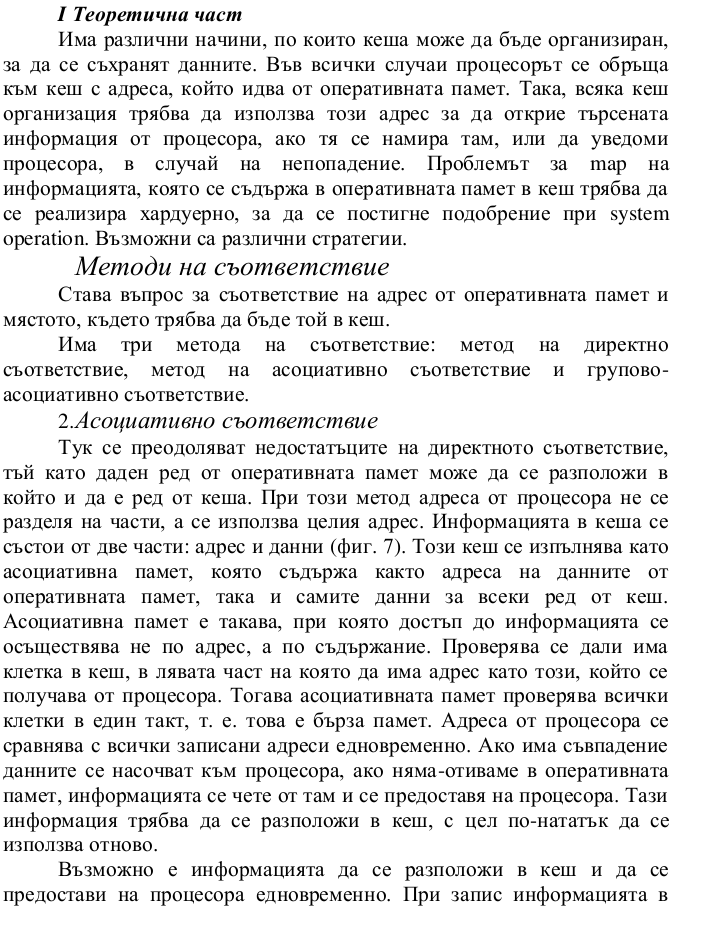 I Теоретична част
Има различни начини, по които кеша може да бъде организиран,
за да се съхранят данните. Във всички случаи процесорът се обръща
към кеш с адреса, който идва от оперативната памет. Така, всяка кеш
организация трябва да използва този адрес за да открие търсената
информация от процесора, ако тя се намира там, или да уведоми
процесора, в случай на непопадение. Проблемът за map на
информацията, която се съдържа в оперативната памет в кеш трябва да
се реализира хардуерно, за да се постигне подобрение при system
operation. Възможни са различни стратегии.
Методи на съответствие
Става въпрос за съответствие на адрес от оперативната памет и
мястото, където трябва да бъде той в кеш.
Има три метода на съответствие: метод на директно
съответствие, метод на асоциативно съответствие и групово-
асоциативно съответствие.
2.Асоциативно съответствие
Тук се преодоляват недостатъците на директното съответствие,
тъй като даден ред от оперативната памет може да се разположи в
който и да е ред от кеша. При този метод адреса от процесора не се
разделя на части, а се използва целия адрес. Информацията в кеша се
състои от две части: адрес и данни (фиг. 7). Този кеш се изпълнява като
асоциативна памет, която съдържа както адреса на данните от
оперативната памет, така и самите данни за всеки ред от кеш.
Асоциативна памет е такава, при която достъп до информацията се
осъществява не по адрес, а по съдържание. Проверява се дали има
клетка в кеш, в лявата част на която да има адрес като този, който се
получава от процесора. Тогава асоциативната памет проверява всички
клетки в един такт, т. е. това е бърза памет. Адреса от процесора се
сравнява с всички записани адреси едновременно. Ако има съвпадение
данните се насочват към процесора, ако няма-отиваме в оперативната
памет, информацията се чете от там и се предоставя на процесора. Тази
информация трябва да се разположи в кеш, с цел по-нататък да се
използва отново.
Възможно е информацията да се разположи в кеш и да се
предостави на процесора едновременно. При запис информацията в